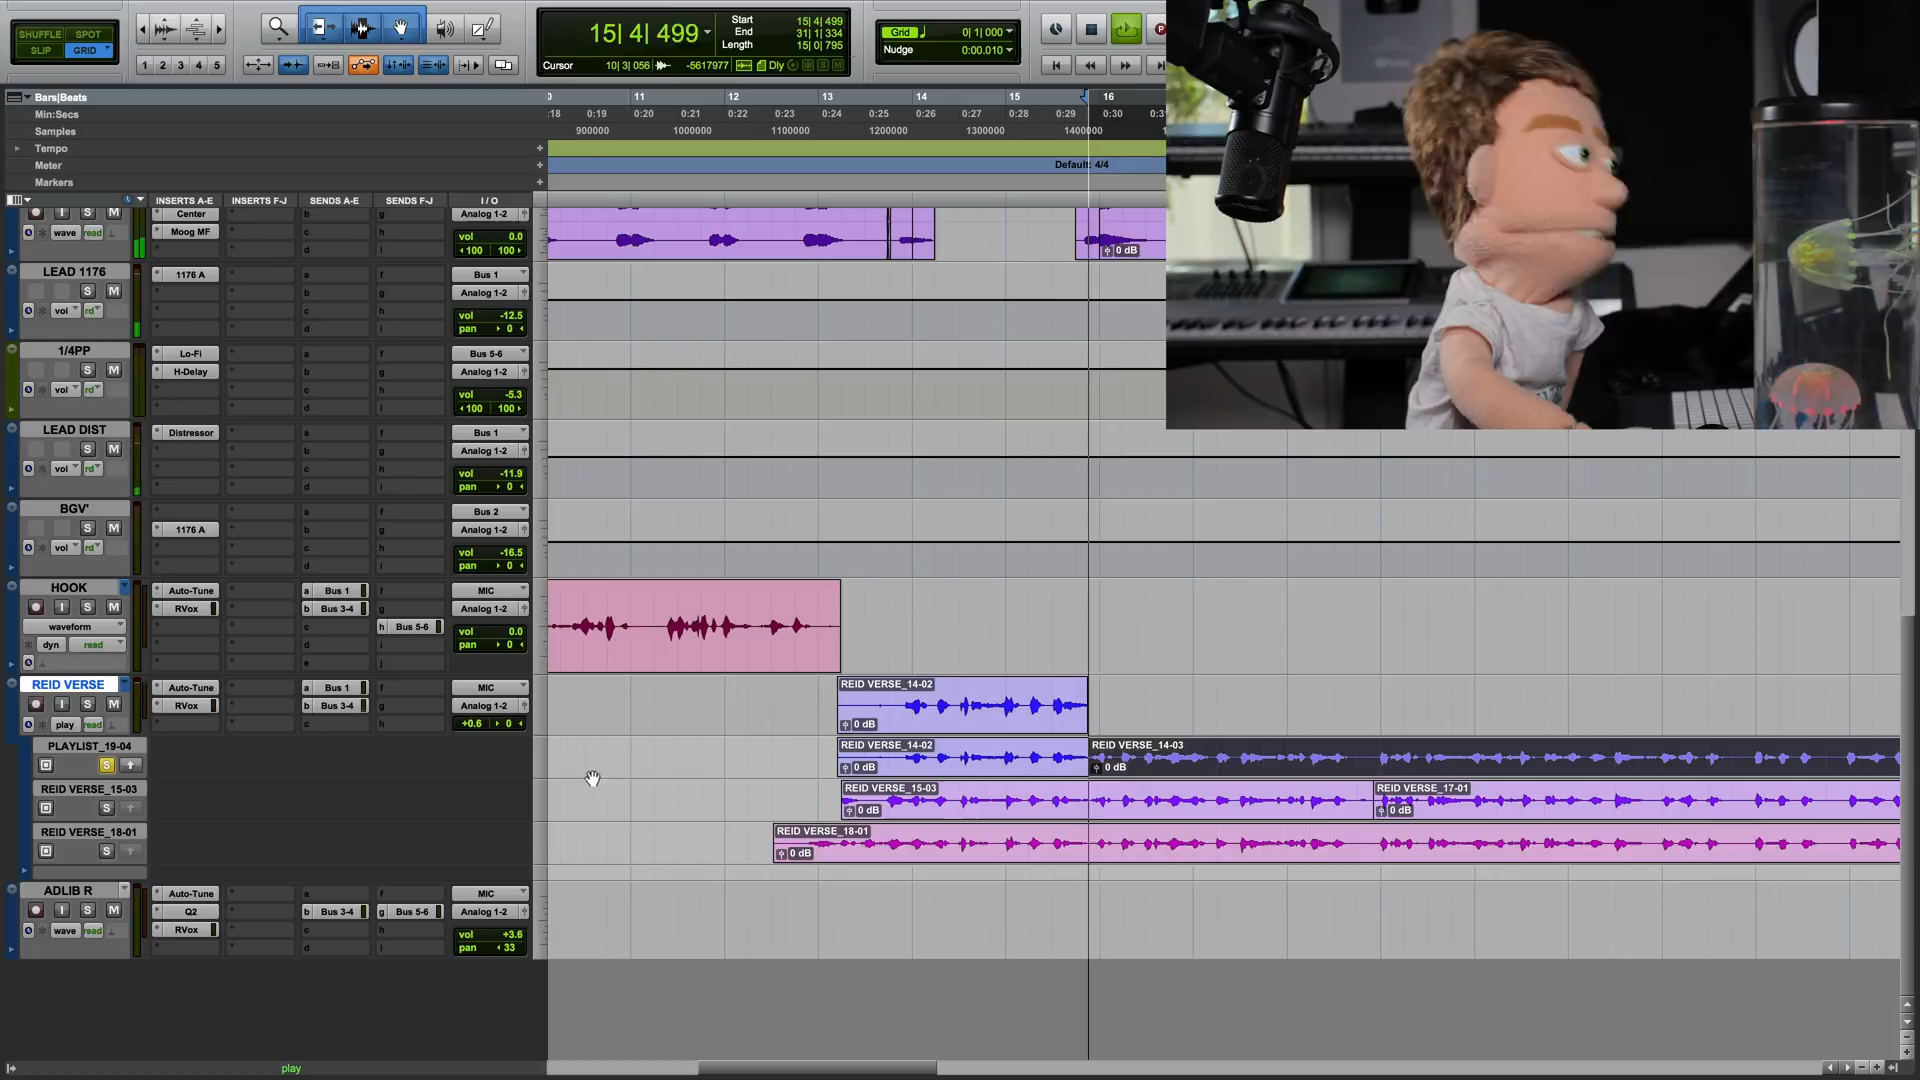 SHUFFLE SPOT
SLIP GRID
1 2 3 4 5
15| 4| 499
Start 15| 4| 499
End 31| 1| 334
Length 15| 0| 795
Cursor 10| 3| 056 -5617977 Dly
Grid 0| 1| 000
Nudge 0:00.010
Bars|Beats
11 12 13 14 15 16
Min:Secs
:18 0:19 0:20 0:21 0:22 0:23 0:24 0:25 0:26 0:27 0:28 0:29 0:30
Samples
900000 1000000 1100000 1200000 1300000 1400000
Tempo
Meter
Default: 4/4
Markers
INSERTS A-E INSERTS F-J SENDS A-E SENDS F-J I / O
I S M Center b g Analog 1-2
wave read Moog MF c h vol 0.0
d i 100 100
0 dB
LEAD 1176 1176 A a f Bus 1
S M b g Analog 1-2
vol rd c h vol -12.5
d i pan 0
1/4PP Lo-Fi a f Bus 5-6
S M H-Delay b g Analog 1-2
vol rd c h vol -5.3
d i 100 100
LEAD DIST Distressor a f Bus 1
S M b g Analog 1-2
vol rd c h vol -11.9
d i pan 0
BGV' a f Bus 2
S M 1176 A b g Analog 1-2
vol rd c h vol -16.5
d i pan 0
HOOK Auto-Tune a Bus 1 f MIC
I S M RVox b Bus 3-4 g Analog 1-2
waveform c h Bus 5-6 vol 0.0
dyn read d i pan 0
e j
REID VERSE Auto-Tune a Bus 1 f MIC
I S M RVox b Bus 3-4 g Analog 1-2
play read c h +0.6 0
REID VERSE_14-02
0 dB
PLAYLIST_19-04
S
REID VERSE_14-02 REID VERSE_14-03
0 dB 0 dB
REID VERSE_15-03
S
REID VERSE_15-03 REID VERSE_17-01
0 dB 0 dB
REID VERSE_18-01
S
REID VERSE_18-01
0 dB
ADLIB R Auto-Tune a f MIC
I S M Q2 b Bus 3-4 g Bus 5-6 Analog 1-2
wave read RVox c h vol +3.6
d i pan 33
play